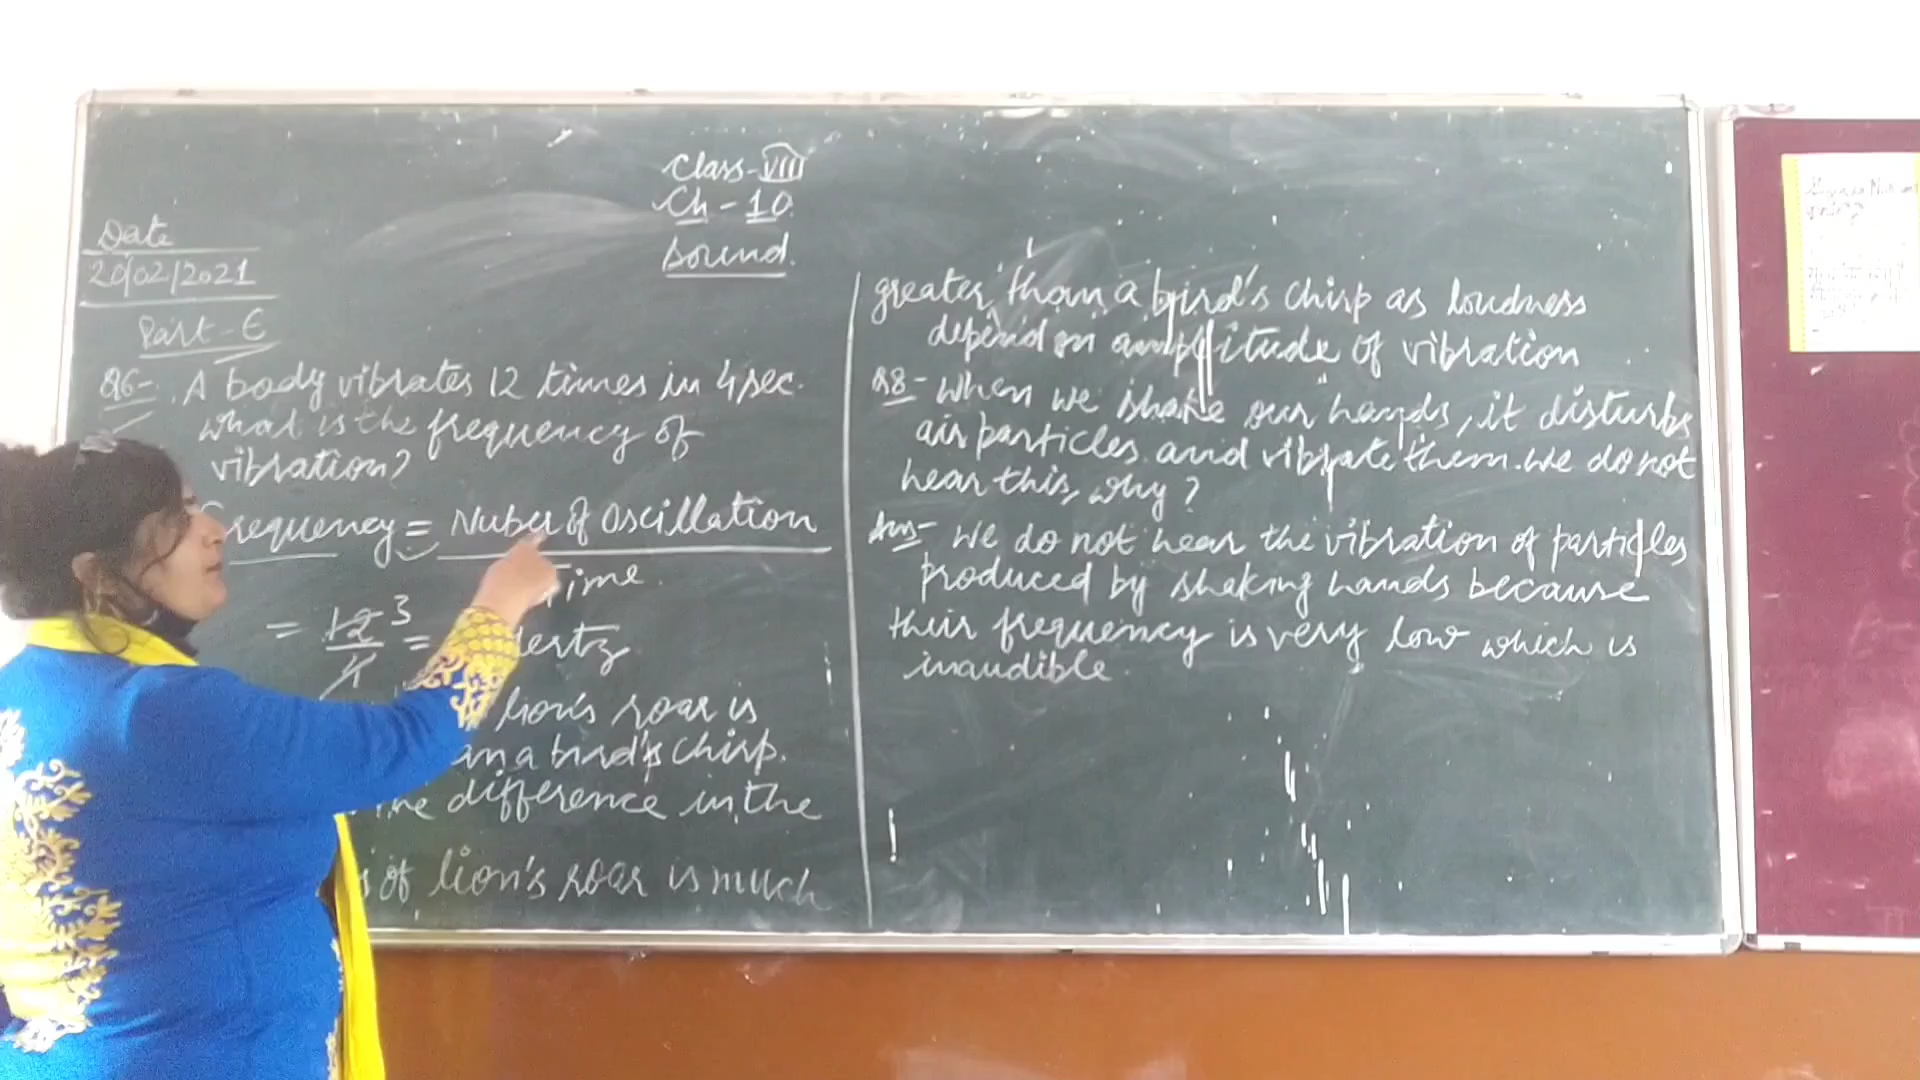 Class-VIII
Ch-10
Sound.
Date
20/02/2021
Part-E
Q6-. A body vibrates 12 times in 4sec.
what is the frequency of
vibration?
requency = Nuber of Oscillation
Time.
= 12 3 =
4
Hertz
lion's roar is
an a bird's chirp.
the difference in the
of lion's roar is much
greater than a bird's chirp as loudness
depend on amplitude of vibration
Q8- When we shake our hands, it disturbs
air particles and vibrate them. We do not
hear this, why?
Ans- We do not hear the vibration of particles
produced by shaking hands because
their frequency is very low which is
inaudible.